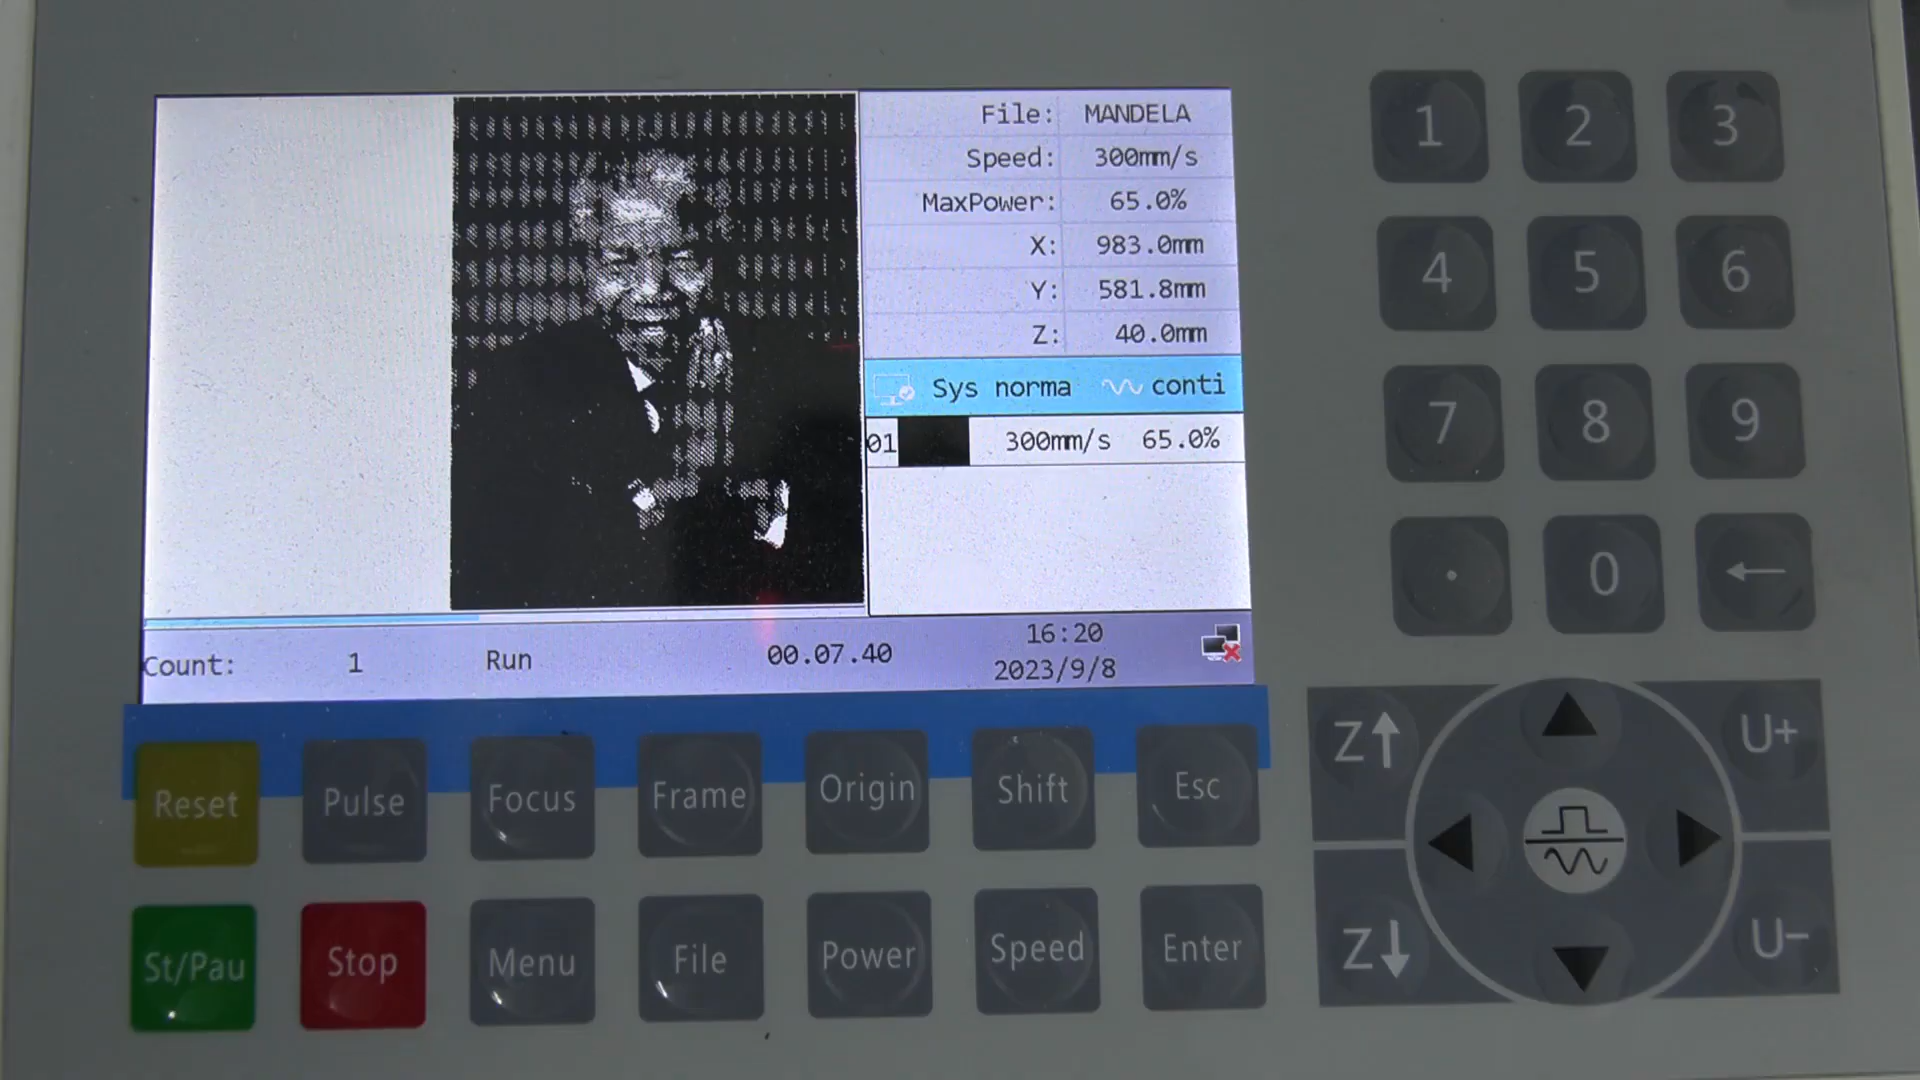 File: MANDELA
Speed: 300mm/s
MaxPower: 65.0%
X: 983.0mm
Y: 581.8mm
Z: 40.0mm
Sys norma conti
01 300mm/s 65.0%
Count: 1 Run 00.07.40 16:20
2023/9/8
Reset Pulse Focus Frame Origin Shift Esc
St/Pau Stop Menu File Power Speed Enter
1 2 3
4 5 6
7 8 9
. 0 ←
Z↑ U+
Z↓ U-